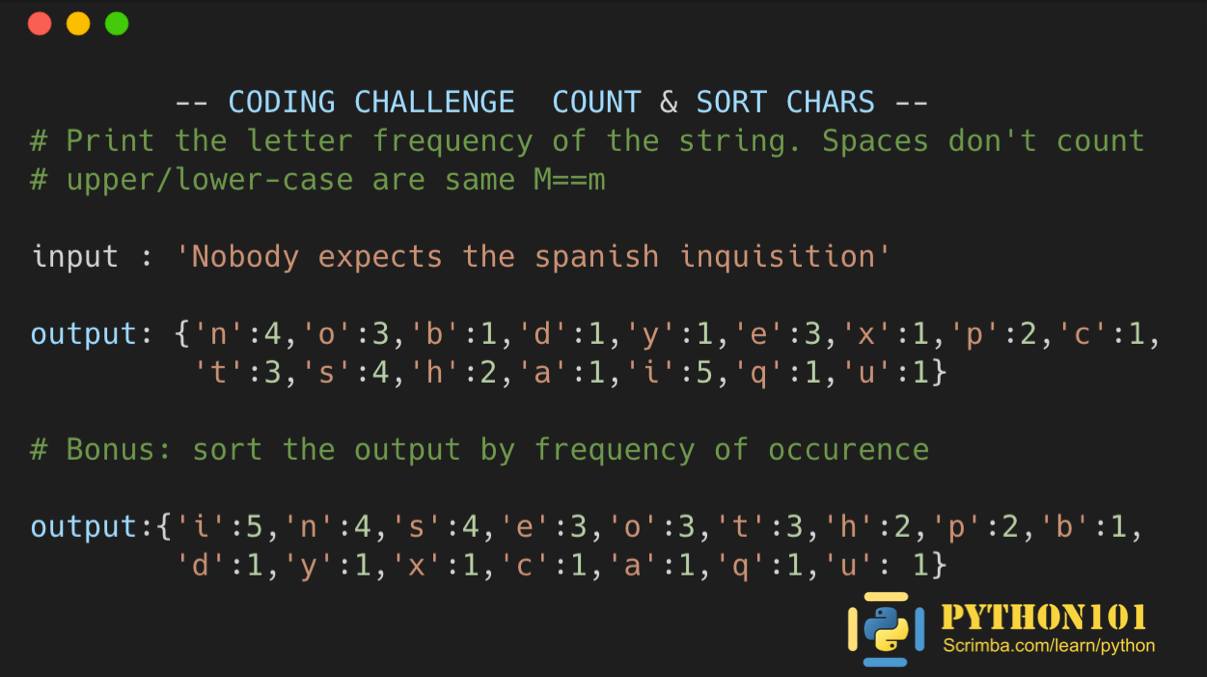 -- CODING CHALLENGE  COUNT & SORT CHARS --
# Print the letter frequency of the string. Spaces don't count
# upper/lower-case are same M==m
input : 'Nobody expects the spanish inquisition'
output: {'n':4,'o':3,'b':1,'d':1,'y':1,'e':3,'x':1,'p':2,'c':1,
't':3,'s':4,'h':2,'a':1,'i':5,'q':1,'u':1}
# Bonus: sort the output by frequency of occurence
output:{'i':5,'n':4,'s':4,'e':3,'o':3,'t':3,'h':2,'p':2,'b':1,
'd':1,'y':1,'x':1,'c':1,'a':1,'q':1,'u': 1}
PYTHON101
Scrimba.com/learn/python